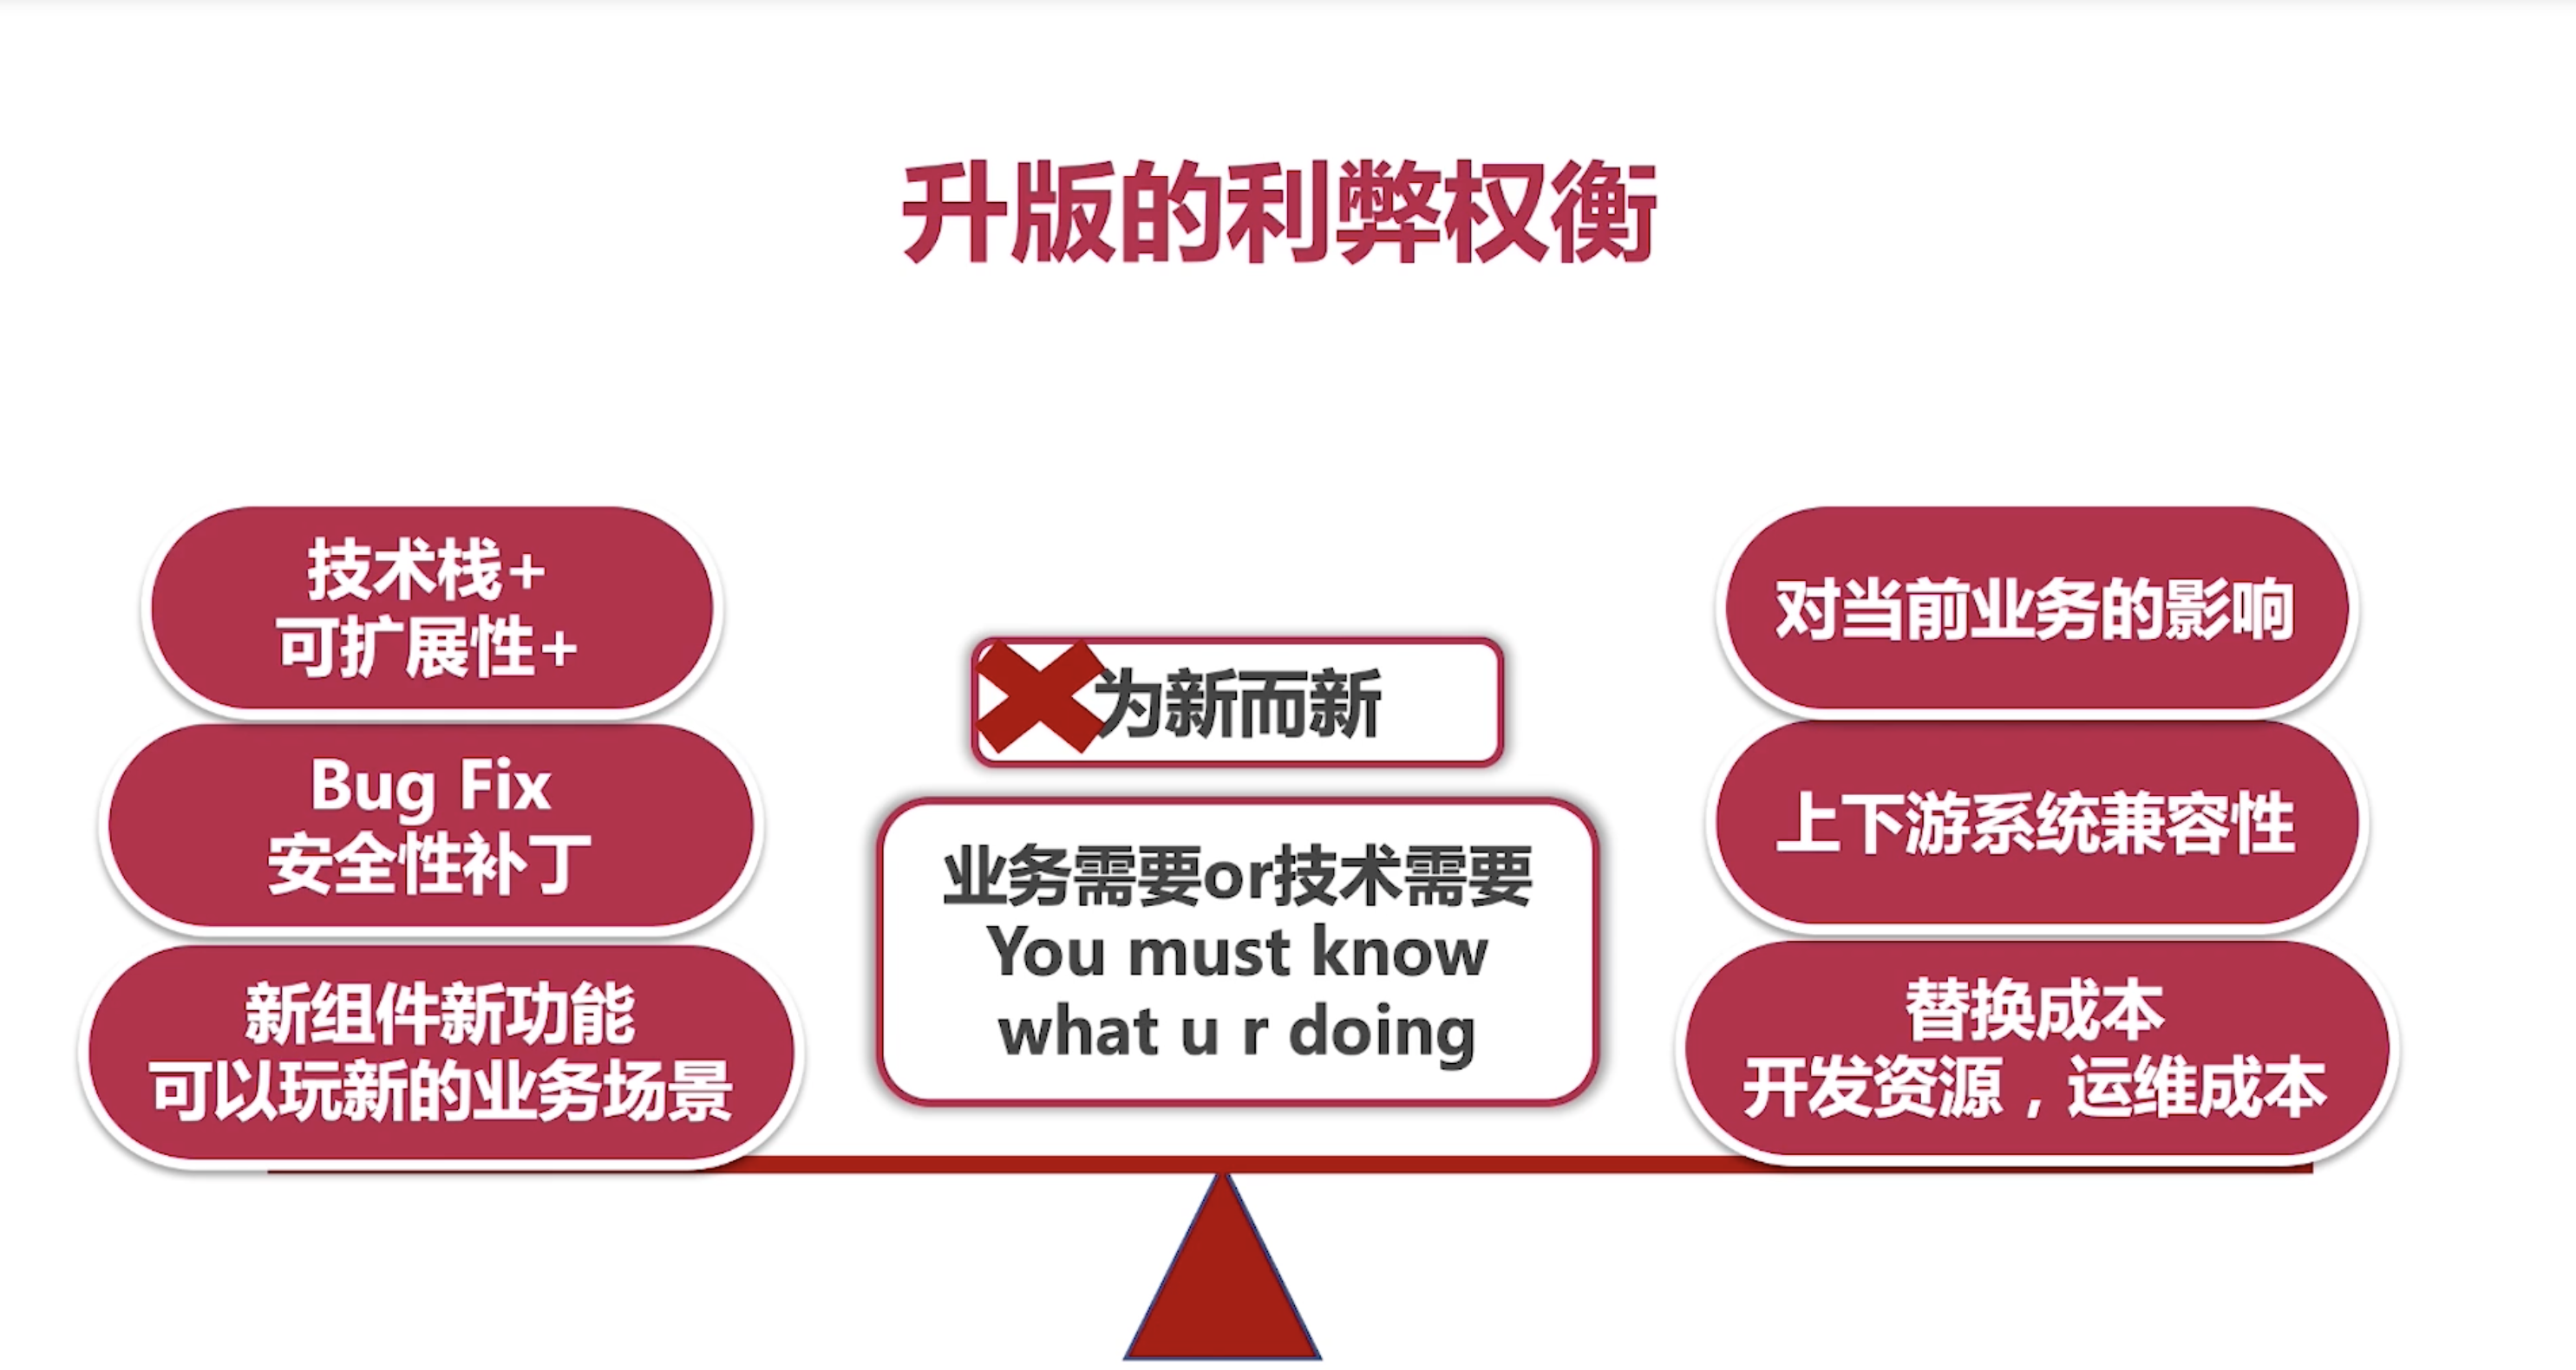 升版的利弊权衡
技术栈+
可扩展性+
Bug Fix
安全性补丁
新组件新功能
可以玩新的业务场景
为新而新
业务需要or技术需要
You must know
what u r doing
对当前业务的影响
上下游系统兼容性
替换成本
开发资源，运维成本